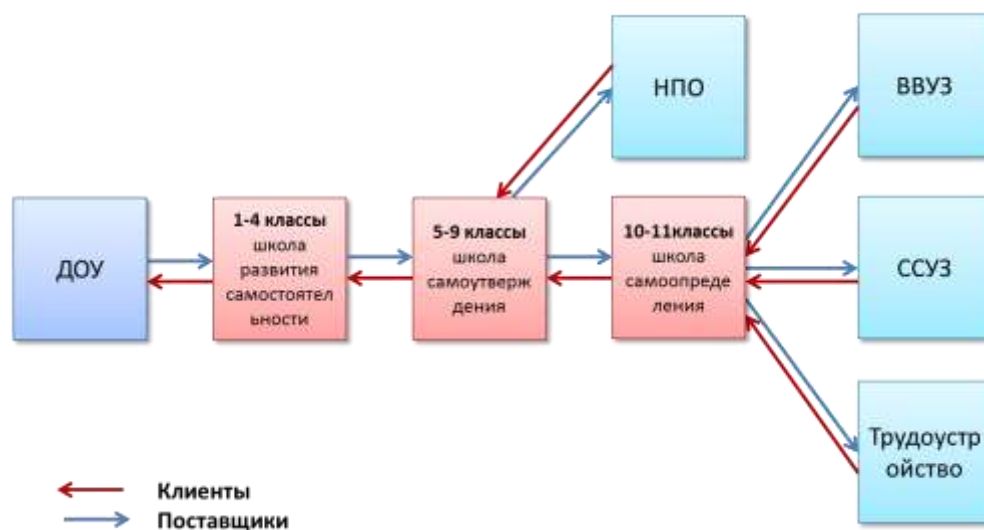 НПО
ВВУЗ
ДОУ
1-4 классы
школа
развития
самостоятел
ьности
5-9 классы
школа
самоутверж
дения
10-11классы
школа
самоопреде
ления
ССУЗ
Трудоустр
ойство
Клиенты
Поставщики